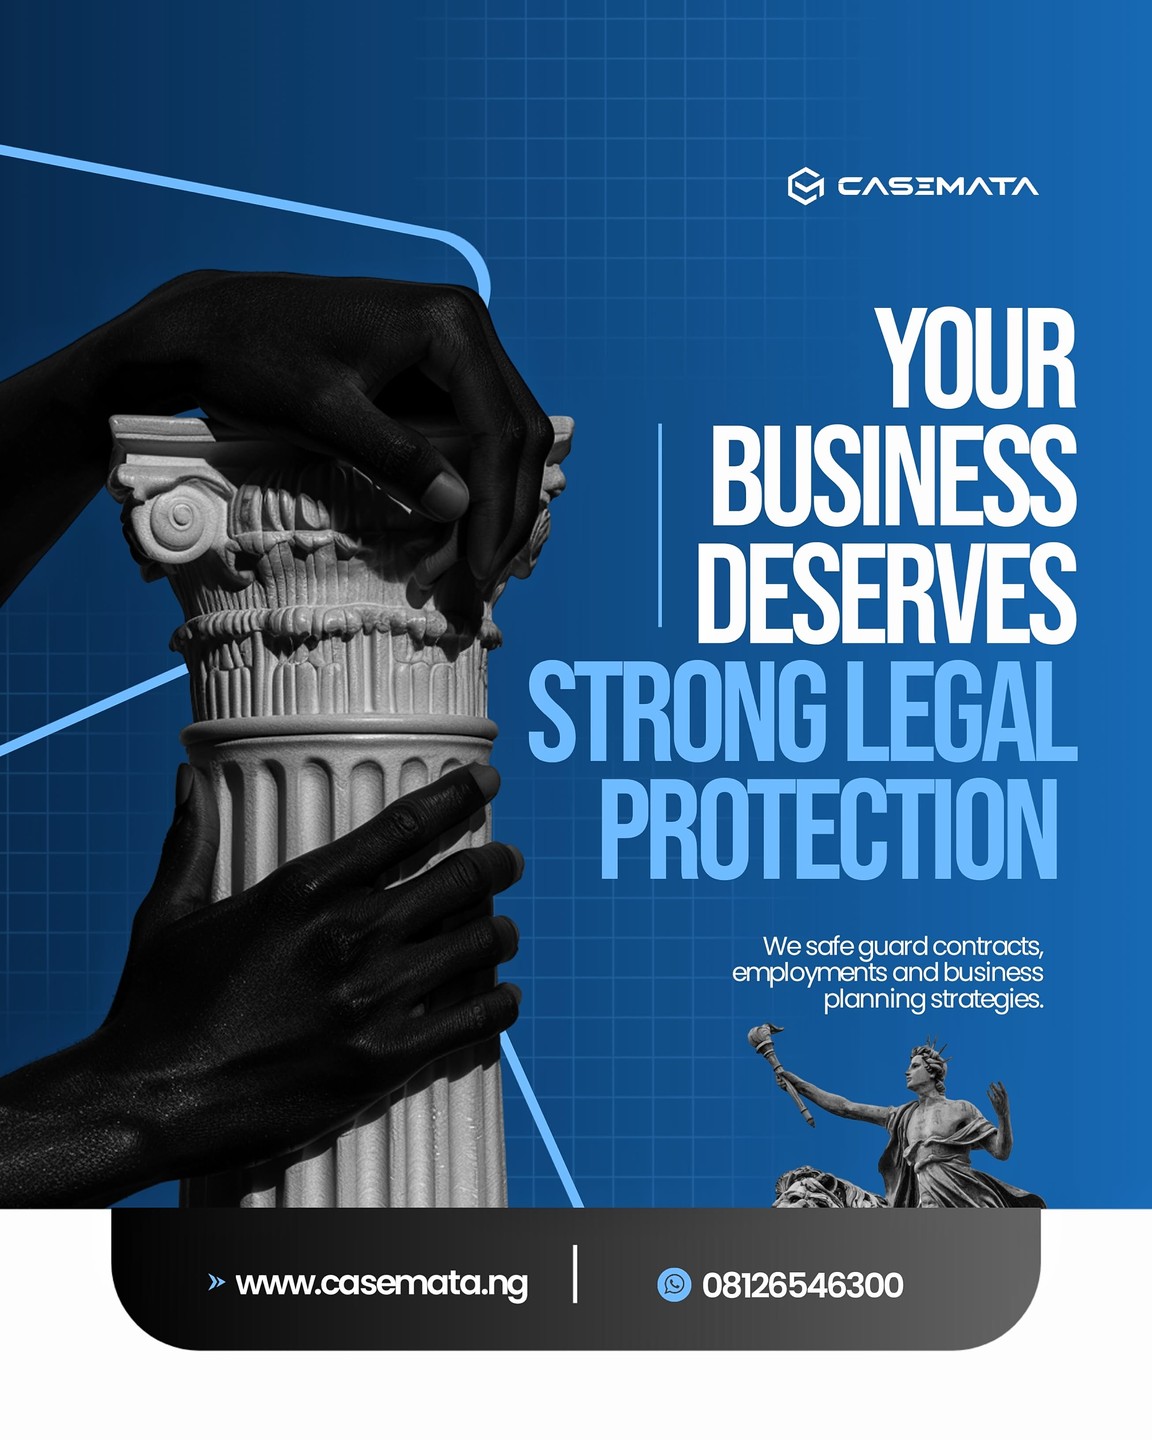 CASEMATA
YOUR
BUSINESS
DESERVES
STRONG LEGAL
PROTECTION
We safe guard contracts,
employments and business
planning strategies.
www.casemata.ng
08126546300